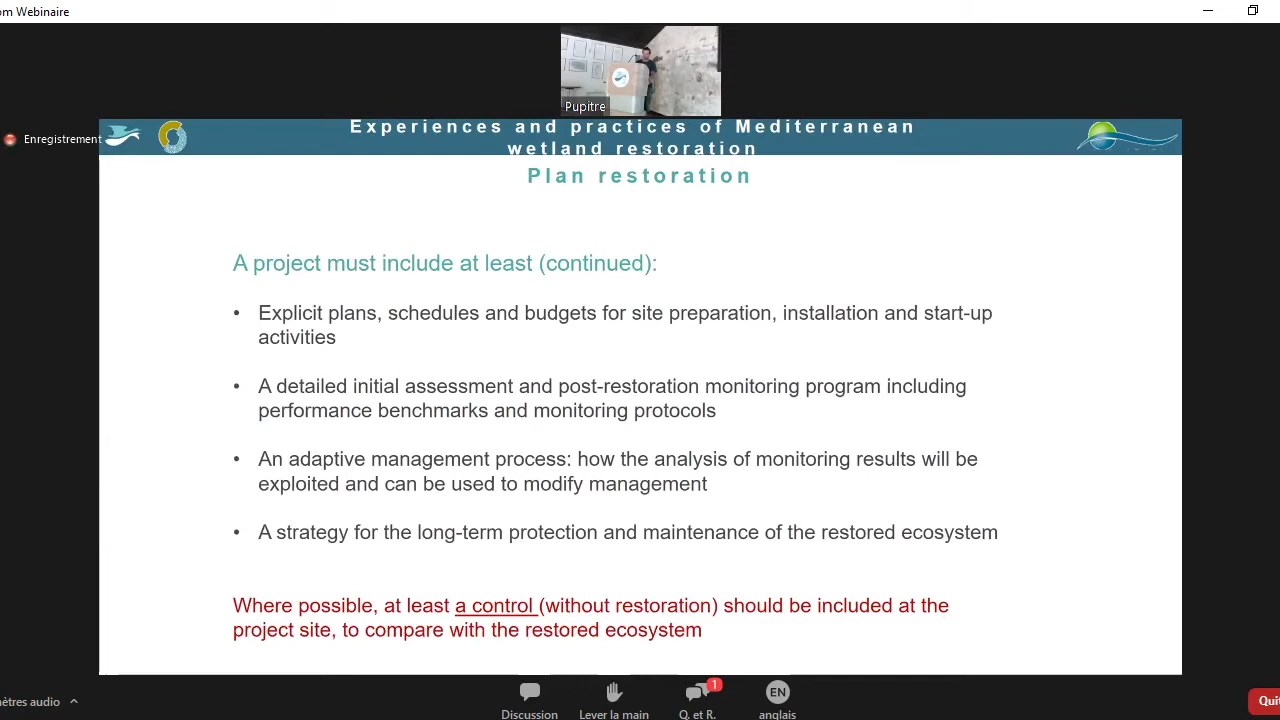 om Webinaire
Pupitre
Enregistrement
Experiences and practices of Mediterranean
wetland restoration
Plan restoration
A project must include at least (continued):
• Explicit plans, schedules and budgets for site preparation, installation and start-up
activities
• A detailed initial assessment and post-restoration monitoring program including
performance benchmarks and monitoring protocols
• An adaptive management process: how the analysis of monitoring results will be
exploited and can be used to modify management
• A strategy for the long-term protection and maintenance of the restored ecosystem
Where possible, at least a control (without restoration) should be included at the
project site, to compare with the restored ecosystem
nètres audio
Discussion
Lever la main
1
Q. et R.
EN
anglais
Quit